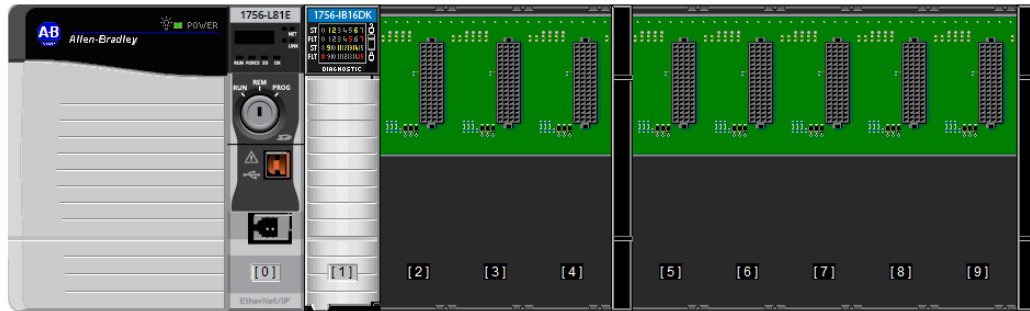 AB
Allen-Bradley
POWER
1756-L81E
NET
LINK
RUN FORCE SD OK
RUN
REM
PROG
EtherNet/IP
1756-IB16DK
ST 0 1 2 3 4 5 6 7
FLT 0 1 2 3 4 5 6 7
ST 8 9 10 11 12 13 14 15
FLT 8 9 10 11 12 13 14 15
DIAGNOSTIC
[0]
[1]
[2]
[3]
[4]
[5]
[6]
[7]
[8]
[9]